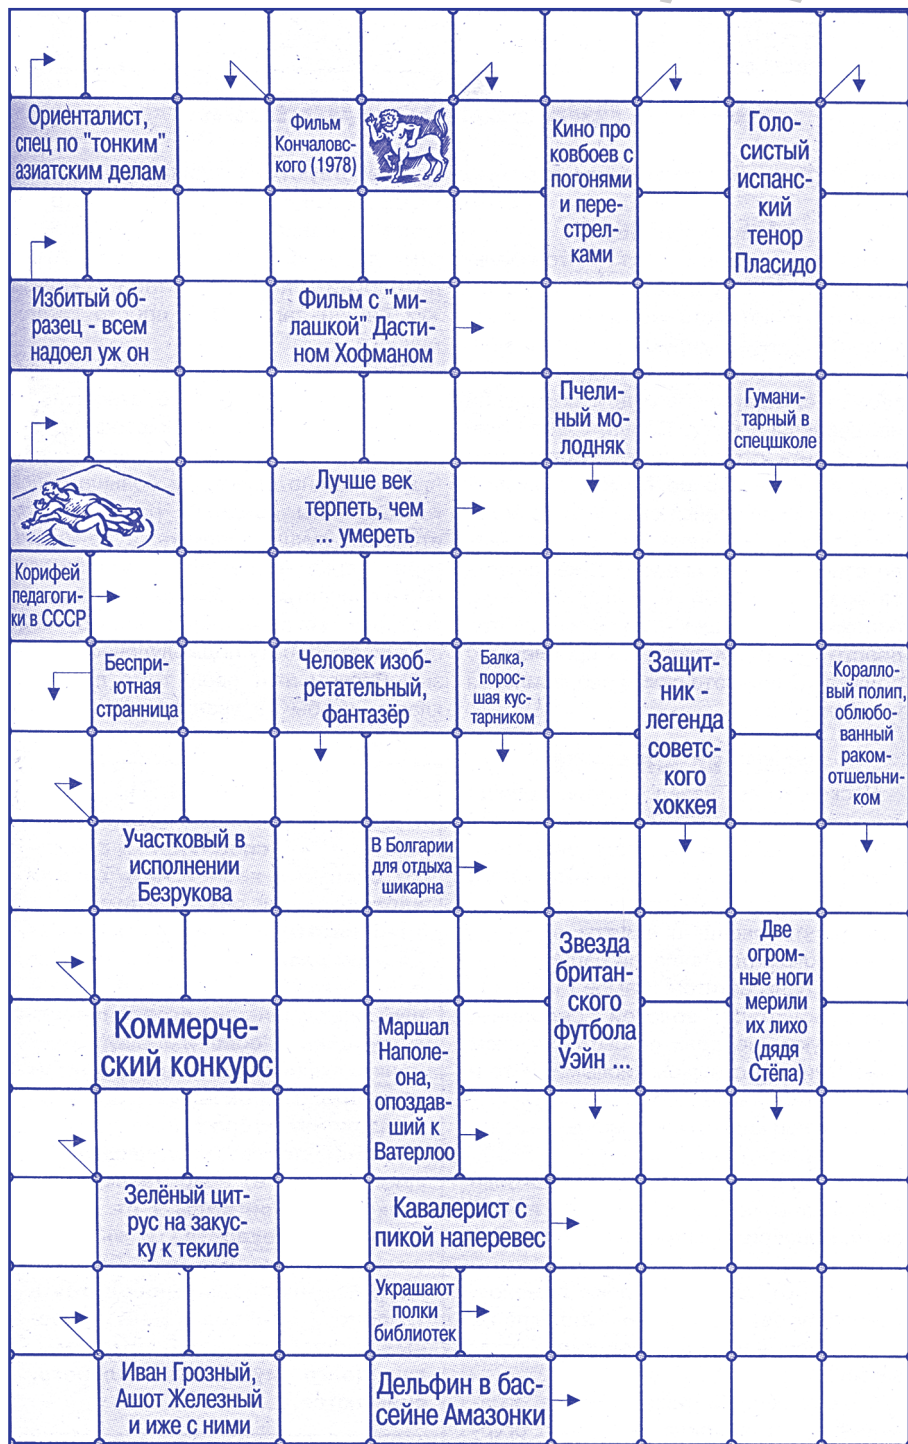 Ориенталист,
спец по "тонким"
азиатским делам
Фильм
Кончаловс-
кого (1978)
Кино про
ковбоев с
погонями
и пере-
стрел-
ками
Голо-
систый
испанс-
кий
тенор
Пласидо
Избитый об-
разец - всем
надоел уж он
Фильм с "ми-
лашкой" Дасти-
ном Хофманом
Пчели-
ный мо-
лодняк
Гумани-
тарный в
спецшколе
Лучше век
терпеть, чем
... умереть
Корифей
педагоги-
ки в СССР
Беспри-
ютная
странница
Человек изоб-
ретательный,
фантазёр
Балка,
порос-
шая кус-
тарником
Защит-
ник -
легенда
советс-
кого
хоккея
Коралло-
вый полип,
облюбо-
ванный
раком-
отшельни-
ком
Участковый в
исполнении
Безрукова
В Болгарии
для отдыха
шикарна
Звезда
британ-
ского
футбола
Уэйн ...
Две
огром-
ные ноги
мерили
их лихо
(дядя
Стёпа)
Коммерче-
ский конкурс
Маршал
Наполе-
она,
опоздав-
ший к
Ватерлоо
Зелёный цит-
рус на закус-
ку к текиле
Кавалерист с
пикой наперевес
Украшают
полки
библиотек
Иван Грозный,
Ашот Железный
и иже с ними
Дельфин в бас-
сейне Амазонки